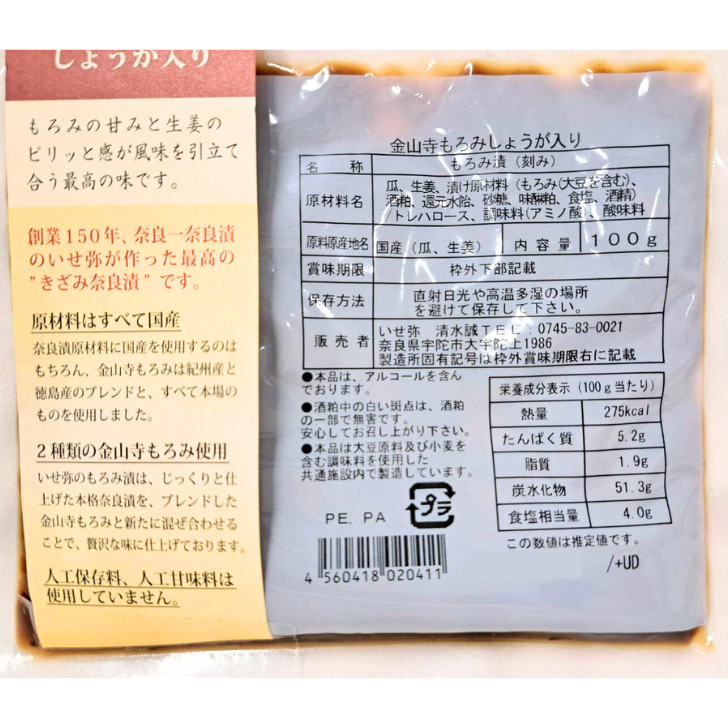 しょうが入り
もろみの甘みと生姜の
ピリッと感が風味を引立て
合う最高の味です。
創業150年、奈良一奈良漬
のいせ弥が作った最高の
"きざみ奈良漬"です。
原材料はすべて国産
奈良漬原材料に国産を使用するのは
もちろん、金山寺もろみは紀州産と
徳島産のブレンドと、すべて本場の
ものを使用しました。
2種類の金山寺もろみ使用
いせ弥のもろみ漬は、じっくりと仕
上げた本格奈良漬を、ブレンドした
金山寺もろみと新たに混ぜ合わせる
ことで、贅沢な味に仕上げております。
人工保存料、人工甘味料は
使用していません。
金山寺もろみしょうが入り
名称 もろみ漬(刻み)
原材料名 瓜、生姜、漬け原材料(もろみ(大豆を含む)、
酒粕、還元水飴、砂糖、味醂粕、食塩、酒精)
トレハロース、調味料(アミノ酸)、酸味料
原料原産地名 国産(瓜、生姜) 内容量 100g
賞味期限 枠外下部記載
保存方法 直射日光や高温多湿の場所
を避けて保存して下さい。
販売者 いせ弥 清水誠TEL:0745-83-0021
奈良県宇陀市大宇陀上1986
製造所固有記号は枠外賞味期限右に記載
●本品は、アルコールを含ん
でおります。
●酒粕中の白い斑点は、酒粕
の一部で無害です。
安心してお召し上がり下さい。
●本品は大豆原料及び小麦を
含む調味料を使用した
共通施設内で製造しています。
栄養成分表示(100g当たり)
熱量 275kcal
たんぱく質 5.2g
脂質 1.9g
炭水化物 51.3g
食塩相当量 4.0g
この数値は推定値です。
PE. PA
プラ
4 560418 020411
/+UD